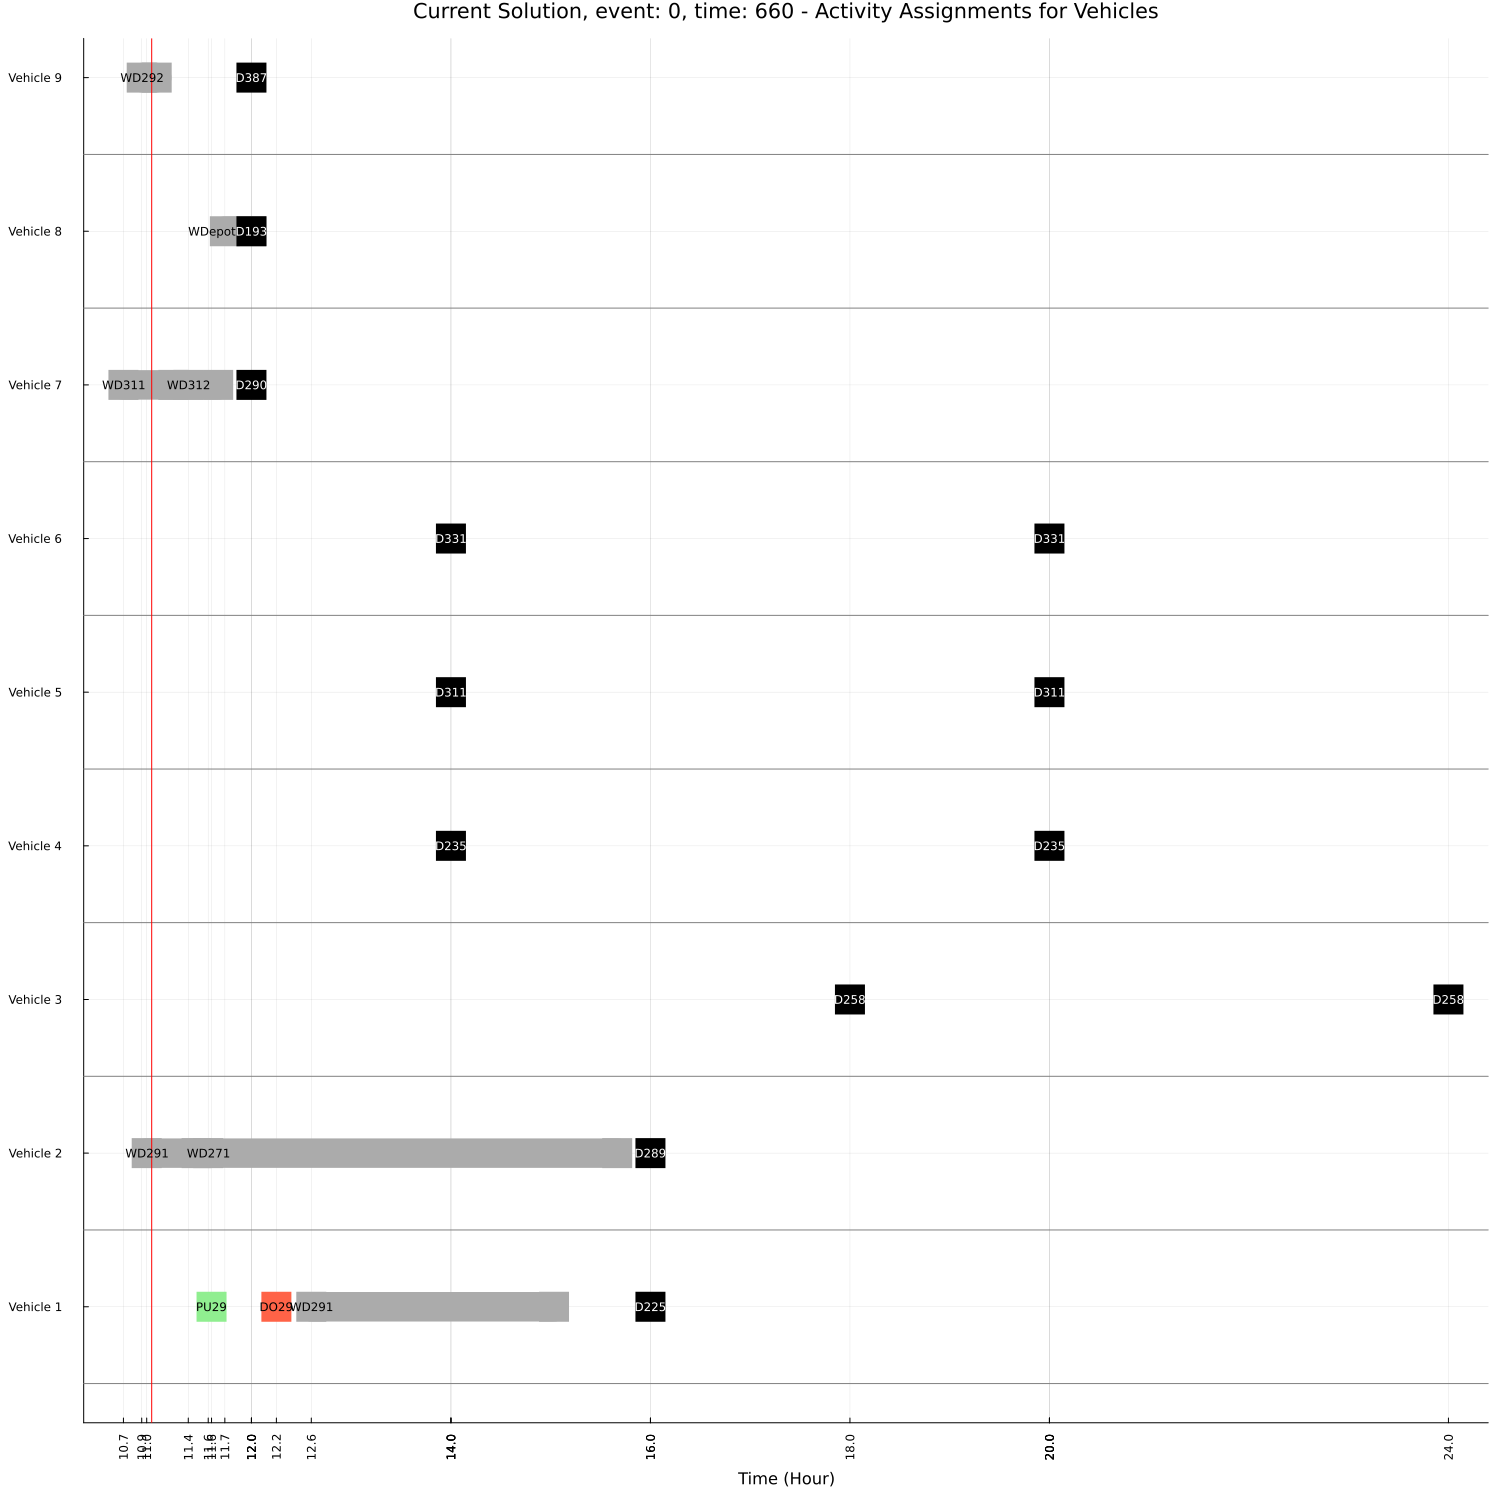 Current Solution, event: 0, time: 660 - Activity Assignments for Vehicles
Vehicle 9 WD292 D387
Vehicle 8 WDepot D193
Vehicle 7 WD311 WD312 D290
Vehicle 6 D331 D331
Vehicle 5 D311 D311
Vehicle 4 D235 D235
Vehicle 3 D258 D258
Vehicle 2 WD291 WD271 D289
Vehicle 1 PU29 DO29 WD291 D225
10.7 10.9 11.0 11.4 11.6 11.6 11.7 12.0 12.2 12.6 14.0 16.0 18.0 20.0 24.0
Time (Hour)